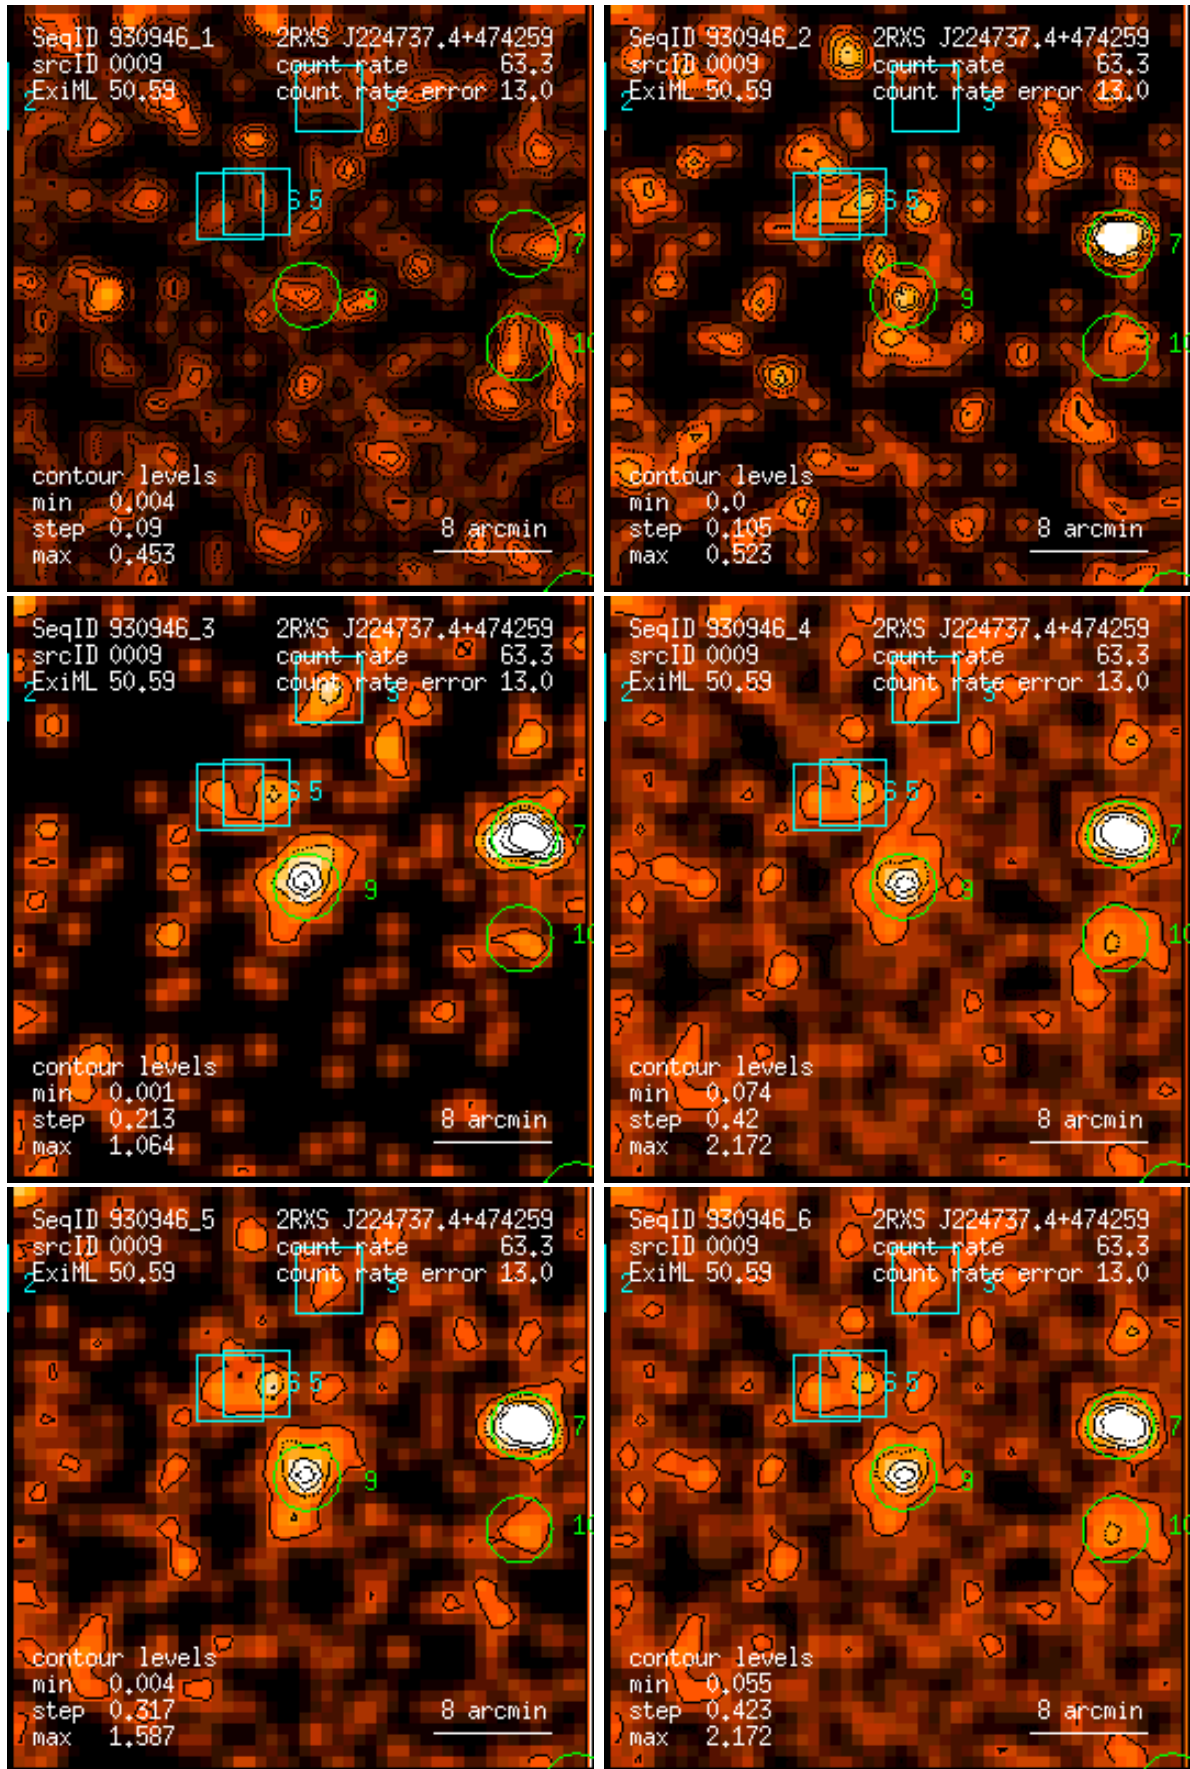 SeqID 930946_1 2RXS J224737.4+474259
srcID 0009 count rate 63.3
ExiML 50.59 count rate error 13.0
2 3
6 5
7
9
10
contour levels
min 0.004
step 0.09 8 arcmin
max 0.453
SeqID 930946_2 2RXS J224737.4+474259
srcID 0009 count rate 63.3
ExiML 50.59 count rate error 13.0
2 3
6 5
7
9
10
contour levels
min 0.0
step 0.105 8 arcmin
max 0.523
SeqID 930946_3 2RXS J224737.4+474259
srcID 0009 count rate 63.3
ExiML 50.59 count rate error 13.0
2 3
6 5
7
9
10
contour levels
min 0.001
step 0.213 8 arcmin
max 1.064
SeqID 930946_4 2RXS J224737.4+474259
srcID 0009 count rate 63.3
ExiML 50.59 count rate error 13.0
2 3
6 5
7
9
10
contour levels
min 0.074
step 0.42 8 arcmin
max 2.172
SeqID 930946_5 2RXS J224737.4+474259
srcID 0009 count rate 63.3
ExiML 50.59 count rate error 13.0
2 3
6 5
7
9
10
contour levels
min 0.004
step 0.317 8 arcmin
max 1.587
SeqID 930946_6 2RXS J224737.4+474259
srcID 0009 count rate 63.3
ExiML 50.59 count rate error 13.0
2 3
6 5
7
9
10
contour levels
min 0.055
step 0.423 8 arcmin
max 2.172